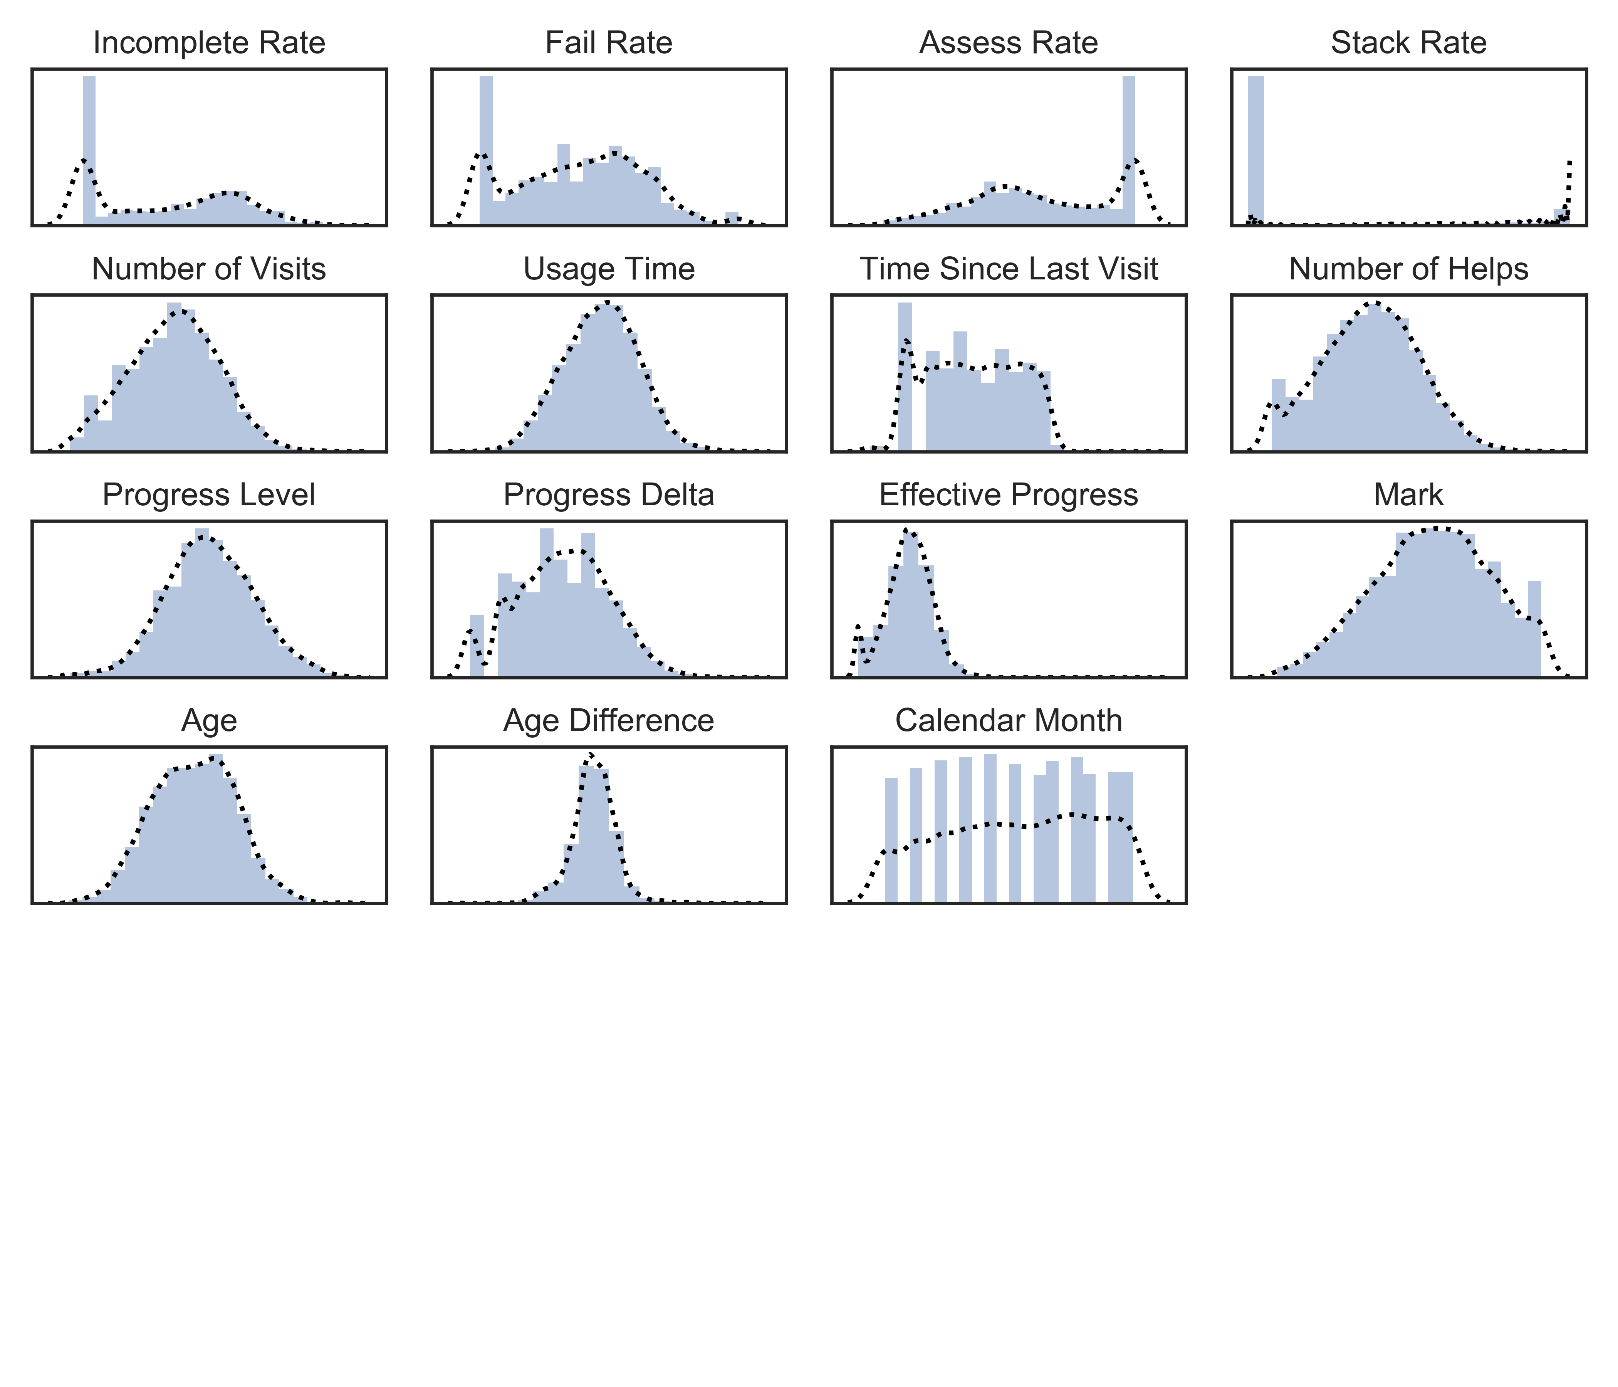 Incomplete Rate
Fail Rate
Assess Rate
Stack Rate
Number of Visits
Usage Time
Time Since Last Visit
Number of Helps
Progress Level
Progress Delta
Effective Progress
Mark
Age
Age Difference
Calendar Month